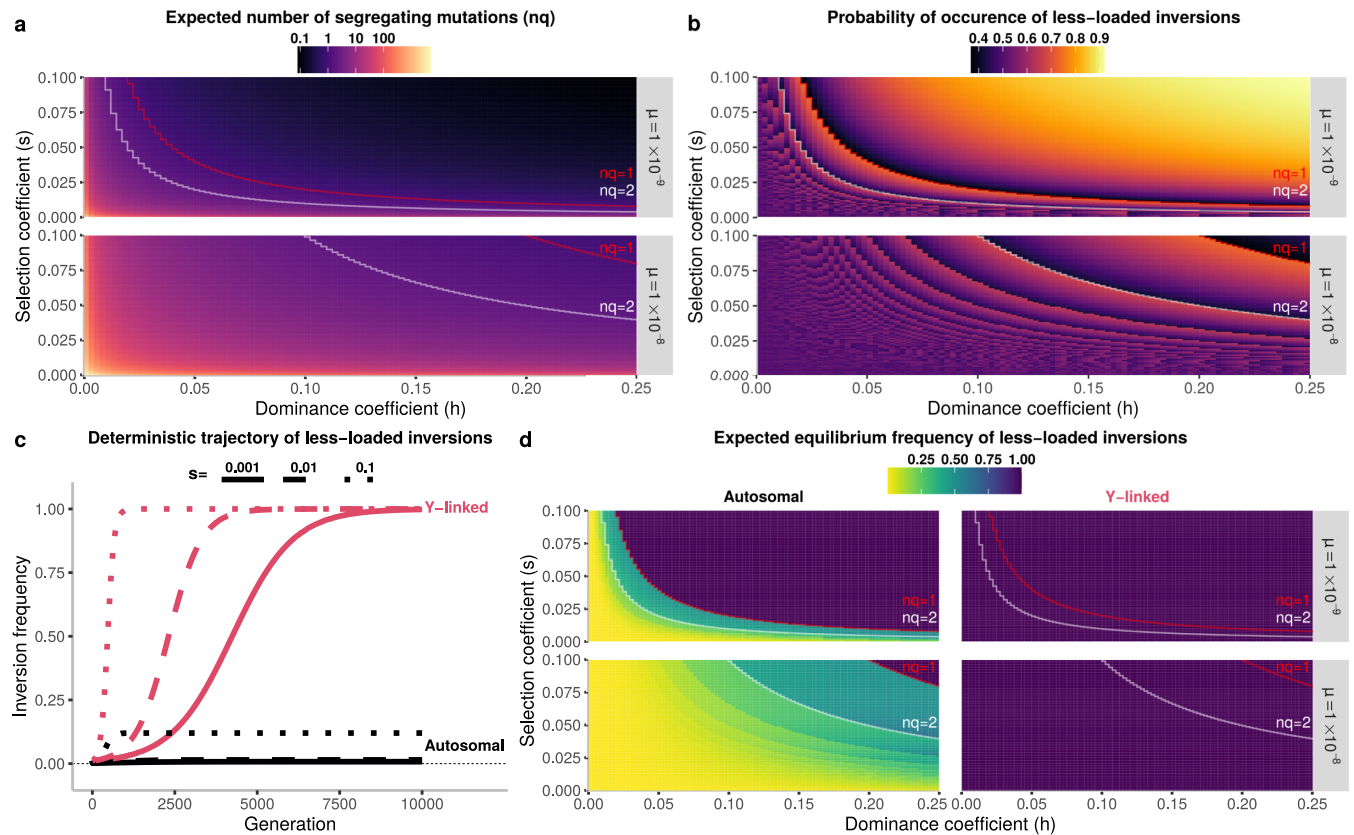 a
Expected number of segregating mutations (nq)
0.1 1 10 100
Selection coefficient (s)
0.100
0.075
0.050
0.025
0.000
nq=1
nq=2
μ = 1 × 10⁻⁹
0.100
0.075
0.050
0.025
0.000
nq=1
nq=2
μ = 1 × 10⁻⁸
0.00 0.05 0.10 0.15 0.20 0.25
Dominance coefficient (h)
b
Probability of occurence of less−loaded inversions
0.4 0.5 0.6 0.7 0.8 0.9
Selection coefficient (s)
0.100
0.075
0.050
0.025
0.000
nq=1
nq=2
μ = 1 × 10⁻⁹
0.100
0.075
0.050
0.025
0.000
nq=1
nq=2
μ = 1 × 10⁻⁸
0.00 0.05 0.10 0.15 0.20 0.25
Dominance coefficient (h)
c
Deterministic trajectory of less−loaded inversions
s= 0.001 0.01 0.1
Inversion frequency
1.00
0.75
0.50
0.25
0.00
Y−linked
Autosomal
0 2500 5000 7500 10000
Generation
d
Expected equilibrium frequency of less−loaded inversions
0.25 0.50 0.75 1.00
Autosomal
Y−linked
Selection coefficient (s)
0.100
0.075
0.050
0.025
0.000
nq=1
nq=2
nq=1
nq=2
μ = 1 × 10⁻⁹
0.100
0.075
0.050
0.025
0.000
nq=1
nq=2
nq=1
nq=2
μ = 1 × 10⁻⁸
0.00 0.05 0.10 0.15 0.20 0.25
0.00 0.05 0.10 0.15 0.20 0.25
Dominance coefficient (h)